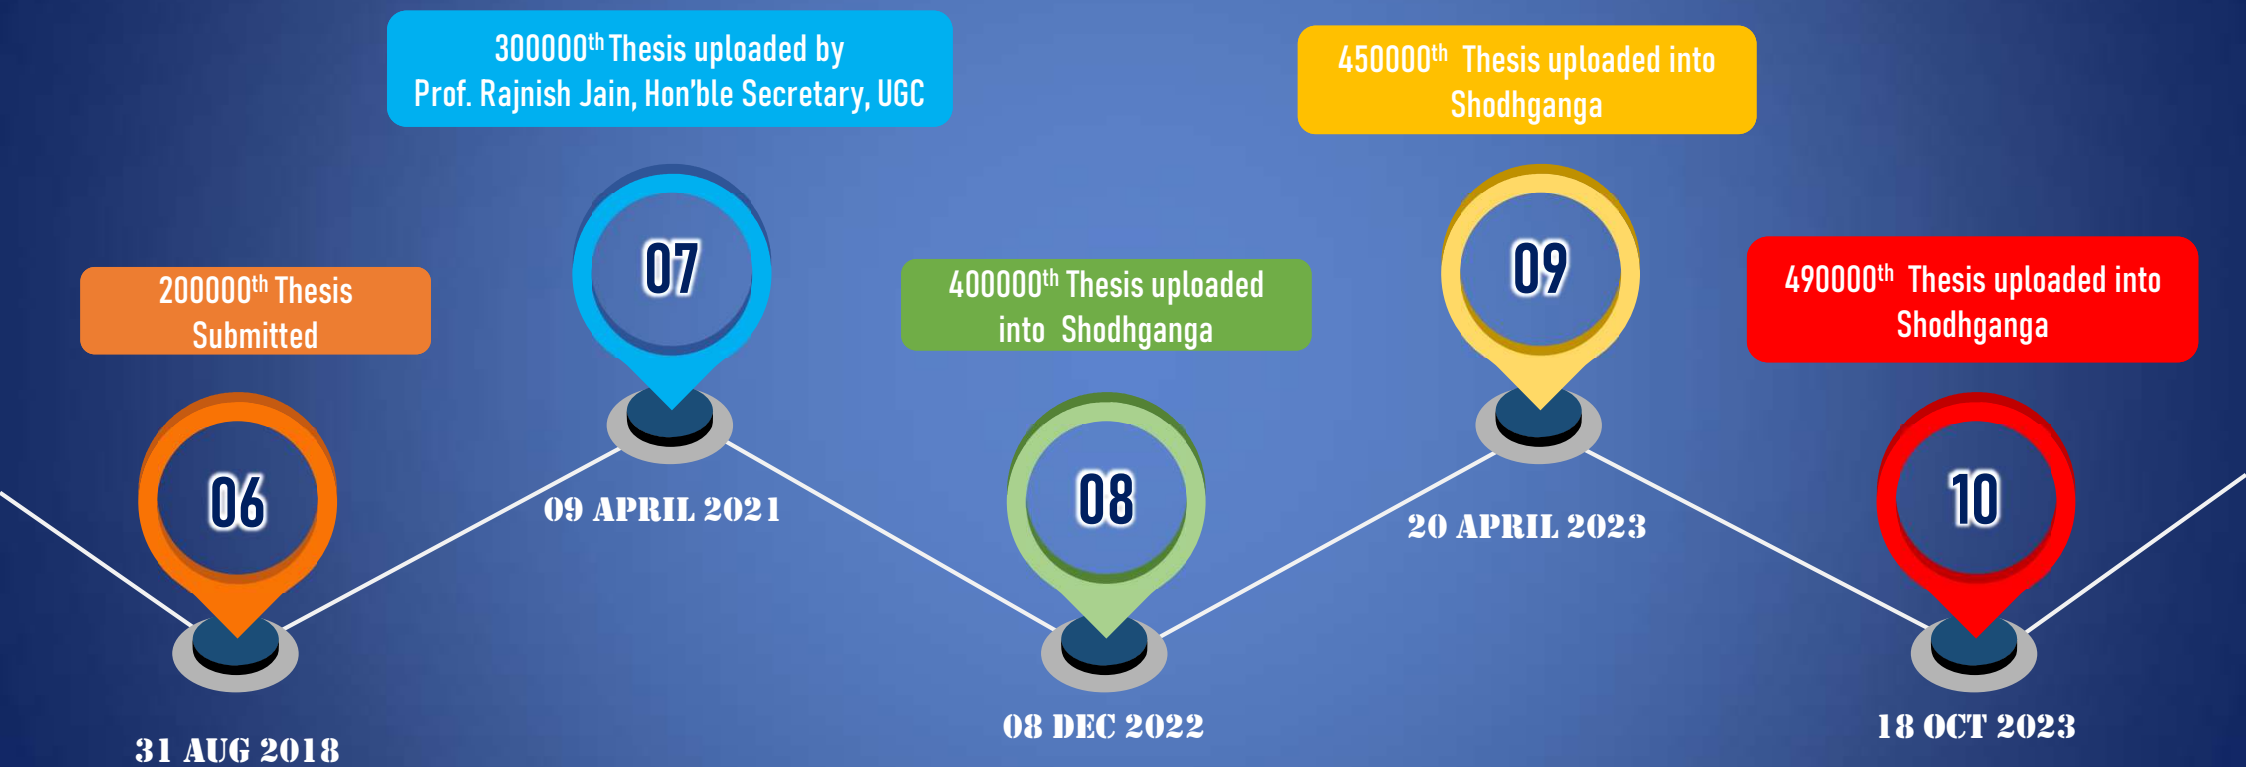 300000th Thesis uploaded by
Prof. Rajnish Jain, Hon'ble Secretary, UGC
450000th Thesis uploaded into
Shodhganga
200000th Thesis
Submitted
07
400000th Thesis uploaded
into Shodhganga
09
490000th Thesis uploaded into
Shodhganga
06
09 APRIL 2021
08
20 APRIL 2023
10
31 AUG 2018
08 DEC 2022
18 OCT 2023